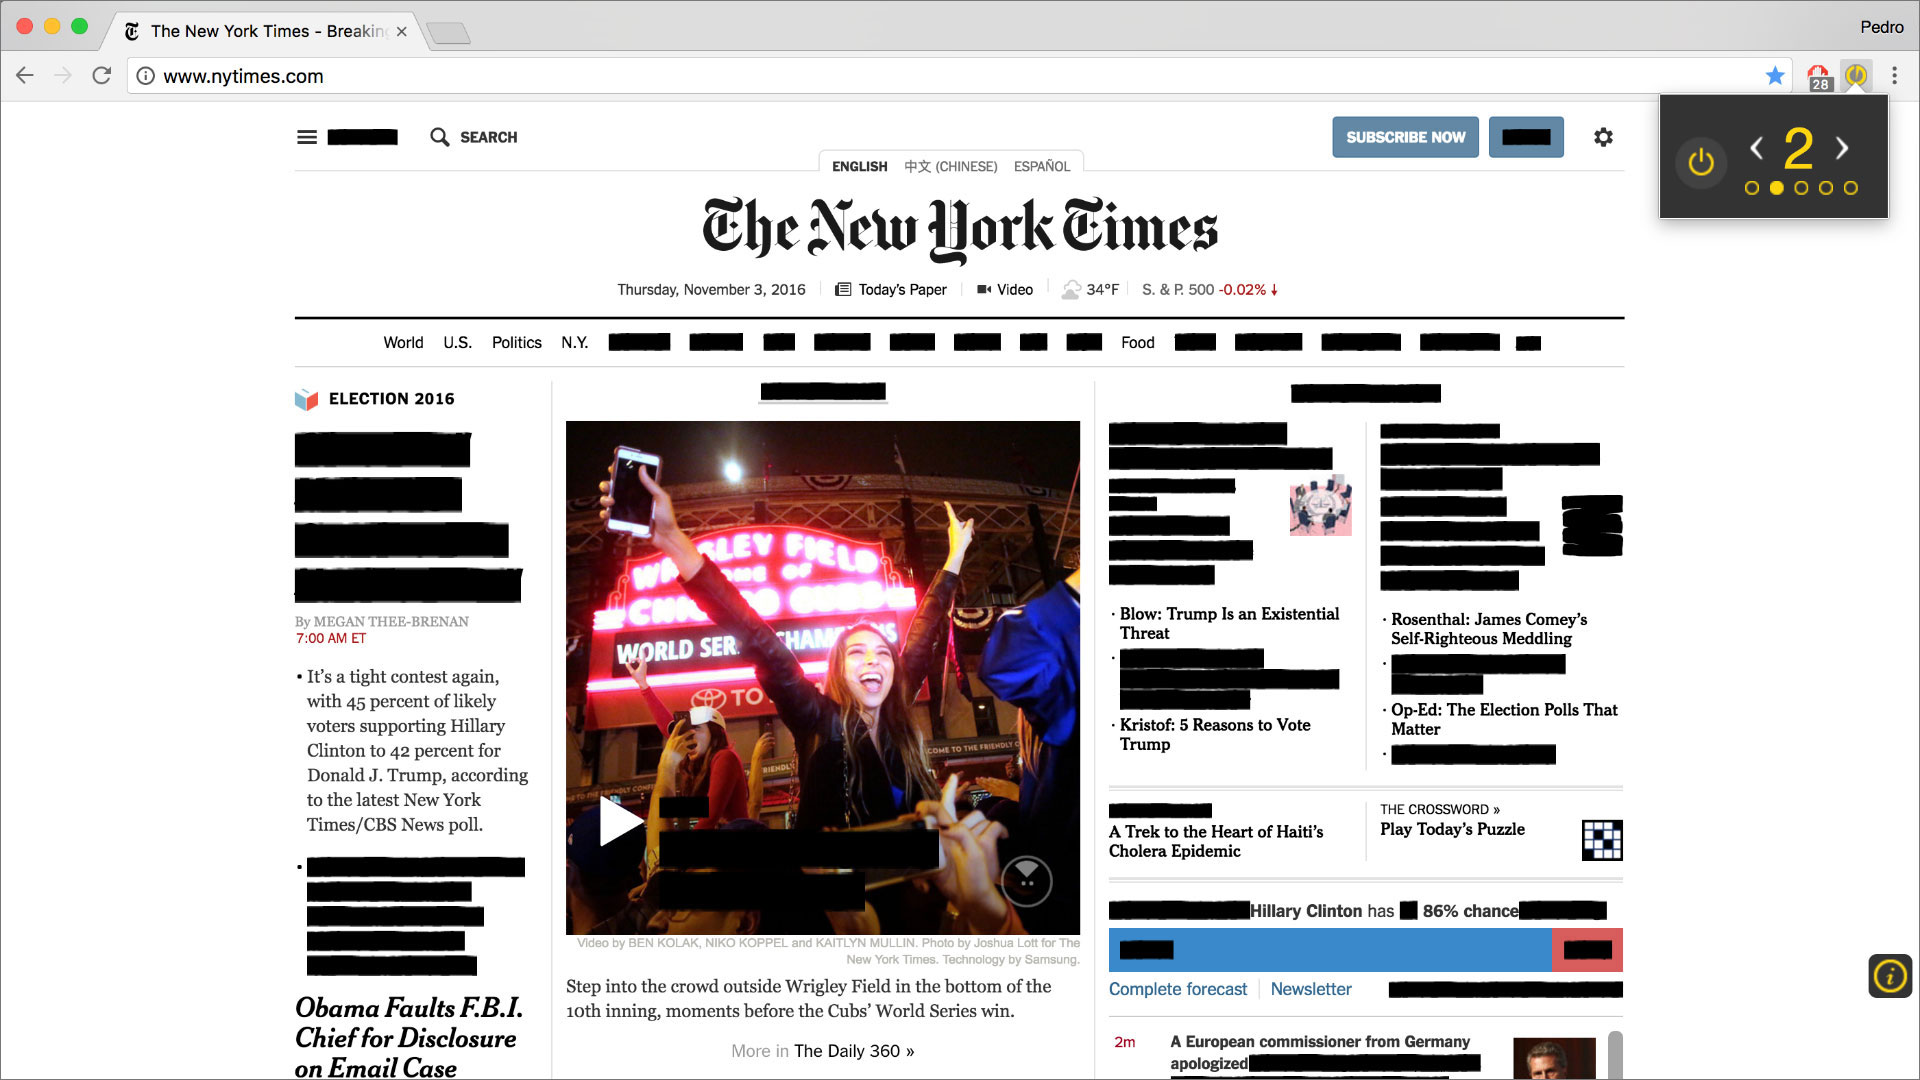 The New York Times - Breaking
Pedro
www.nytimes.com
28
SEARCH
SUBSCRIBE NOW
2
ENGLISH 中文 (CHINESE) ESPAÑOL
The New York Times
Thursday, November 3, 2016 Today's Paper Video 34°F S. & P. 500 -0.02% ↓
World U.S. Politics N.Y. Food
ELECTION 2016
By MEGAN THEE-BRENAN
7:00 AM ET
• It's a tight contest again,
with 45 percent of likely
voters supporting Hillary
Clinton to 42 percent for
Donald J. Trump, according
to the latest New York
Times/CBS News poll.
Obama Faults F.B.I.
Chief for Disclosure
on Email Case
WRIGLEY FIELD
HOME OF
CHICAGO CUBS
WORLD SERIES CHAMPIONS
TO
Video by BEN KOLAK, NIKO KOPPEL and KAITLYN MULLIN. Photo by Joshua Lott for The
New York Times. Technology by Samsung.
Step into the crowd outside Wrigley Field in the bottom of the
10th inning, moments before the Cubs' World Series win.
More in The Daily 360 »
· Blow: Trump Is an Existential
Threat
· Kristof: 5 Reasons to Vote
Trump
· Rosenthal: James Comey's
Self-Righteous Meddling
· Op-Ed: The Election Polls That
Matter
A Trek to the Heart of Haiti's
Cholera Epidemic
THE CROSSWORD »
Play Today's Puzzle
Hillary Clinton has 86% chance
Complete forecast Newsletter
2m
A European commissioner from Germany
apologized
i